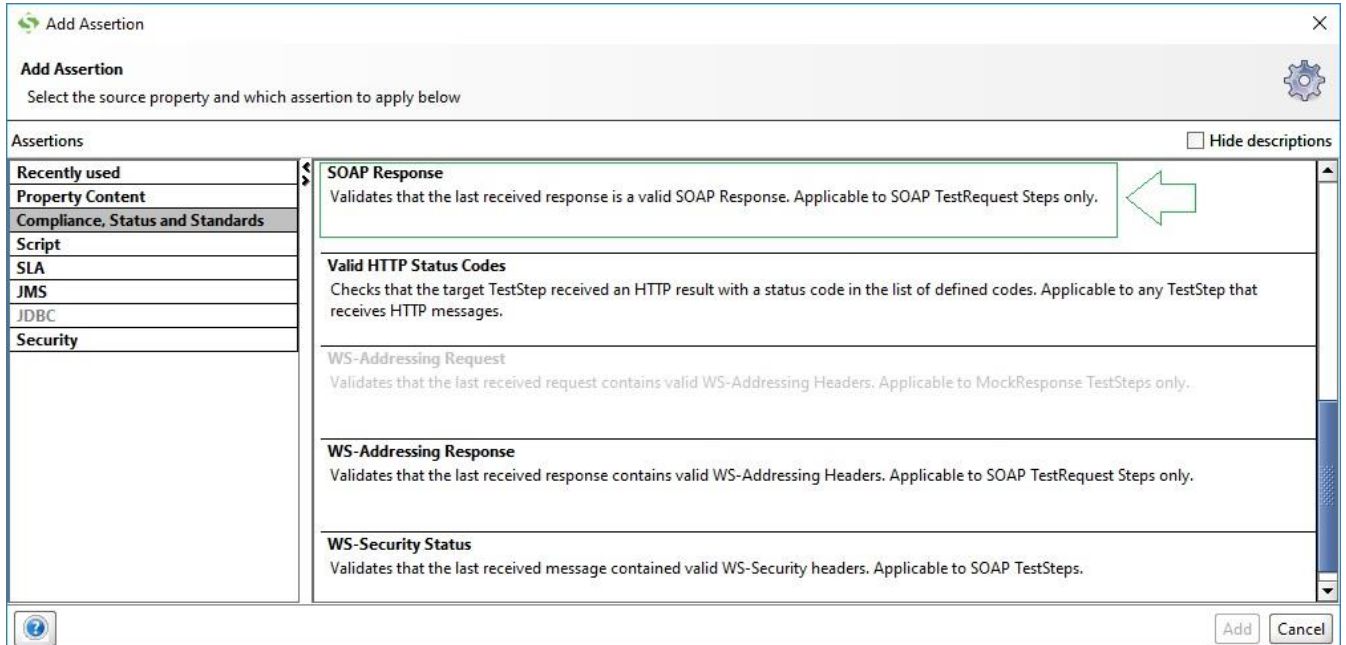 Add Assertion
Add Assertion
Select the source property and which assertion to apply below
Assertions
Hide descriptions
Recently used
Property Content
Compliance, Status and Standards
Script
SLA
JMS
JDBC
Security
SOAP Response
Validates that the last received response is a valid SOAP Response. Applicable to SOAP TestRequest Steps only.
Valid HTTP Status Codes
Checks that the target TestStep received an HTTP result with a status code in the list of defined codes. Applicable to any TestStep that
receives HTTP messages.
WS-Addressing Request
Validates that the last received request contains valid WS-Addressing Headers. Applicable to MockResponse TestSteps only.
WS-Addressing Response
Validates that the last received response contains valid WS-Addressing Headers. Applicable to SOAP TestRequest Steps only.
WS-Security Status
Validates that the last received message contained valid WS-Security headers. Applicable to SOAP TestSteps.
Add
Cancel